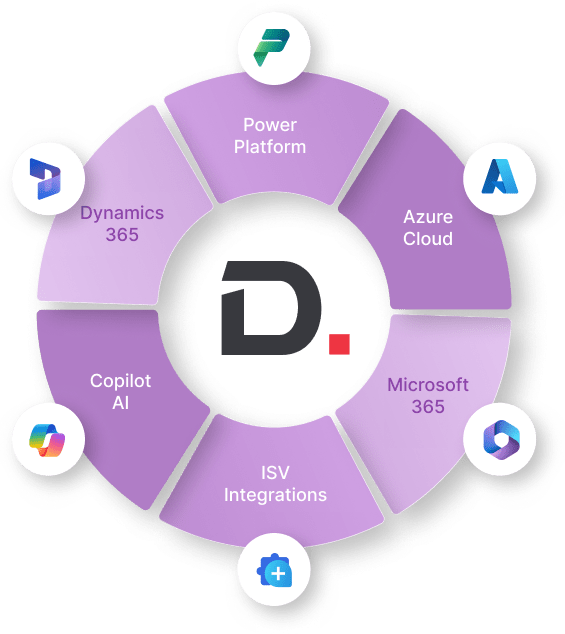 Power
Platform
Azure
Cloud
Microsoft
365
ISV
Integrations
Copilot
AI
Dynamics
365
D.